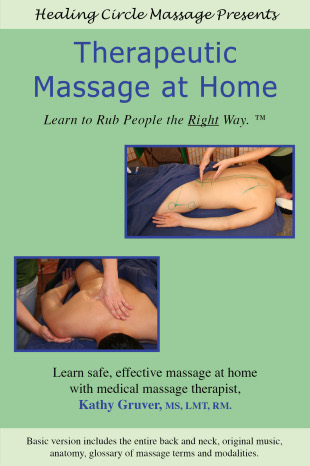 Healing Circle Massage Presents
Therapeutic
Massage at Home
Learn to Rub People the Right Way. ™
Learn safe, effective massage at home
with medical massage therapist,
Kathy Gruver, MS, LMT, RM.
Basic version includes the entire back and neck, original music,
anatomy, glossary of massage terms and modalities.